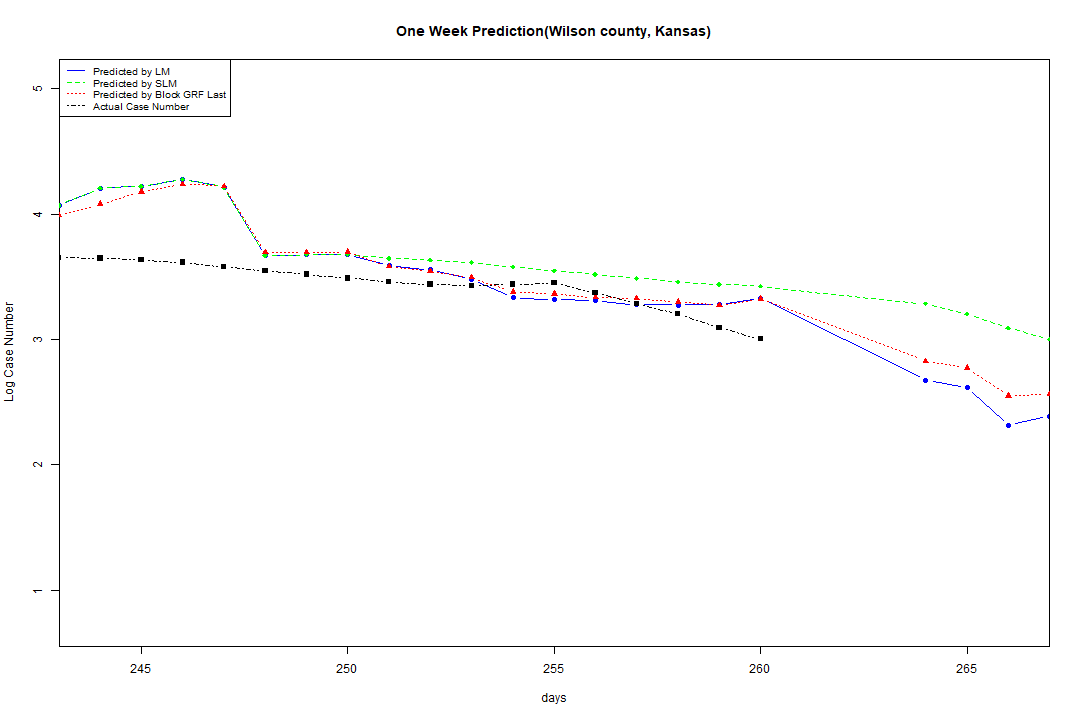 One Week Prediction(Wilson county, Kansas)
Predicted by LM
Predicted by SLM
Predicted by Block GRF Last
Actual Case Number
5
4
3
2
1
Log Case Number
245 250 255 260 265
days